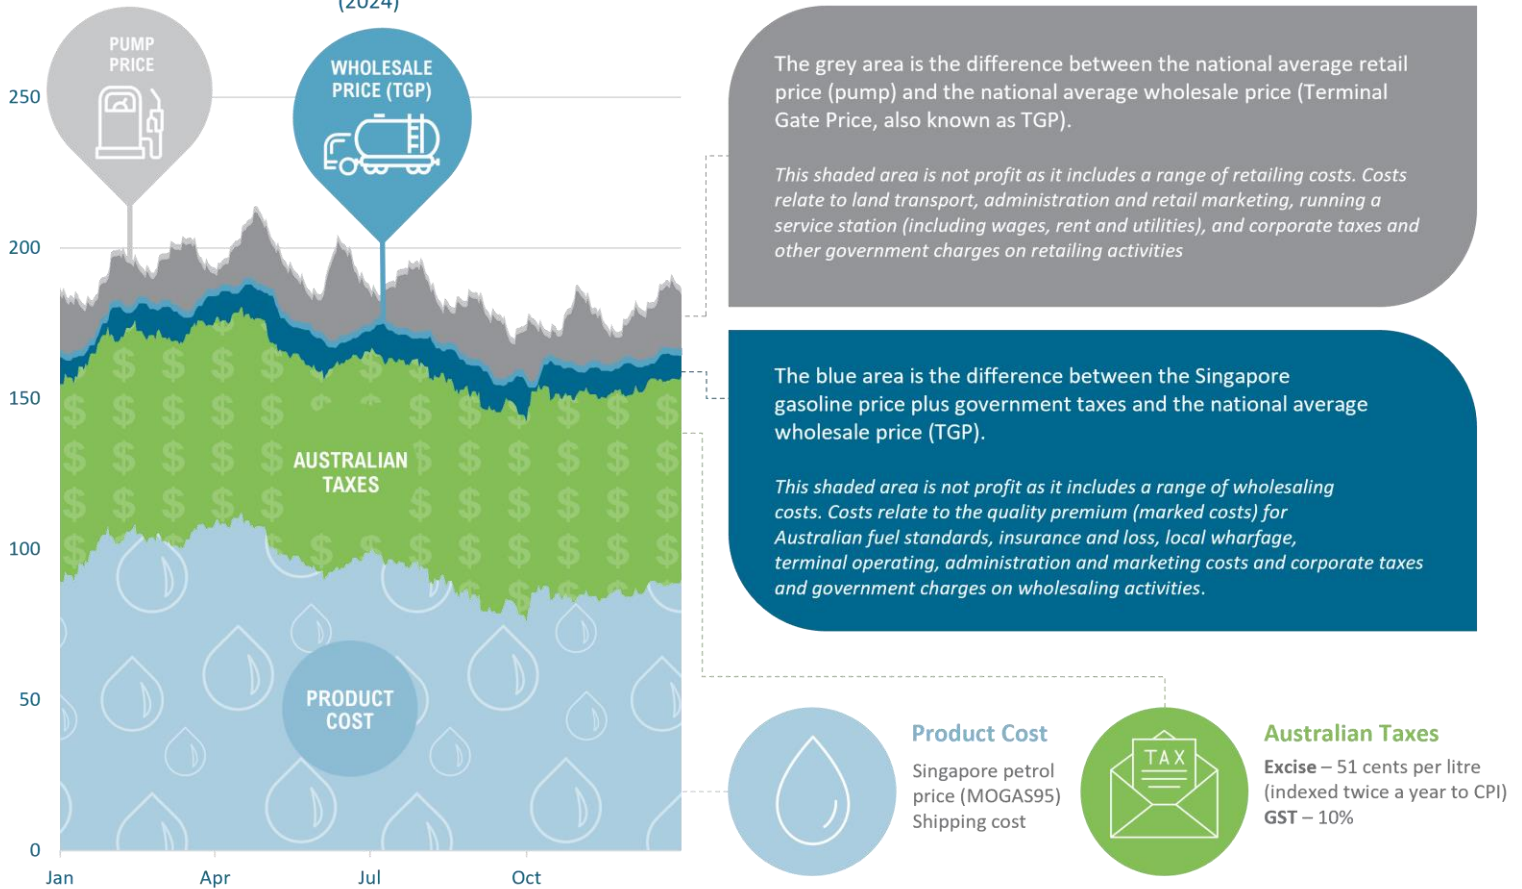 (2024)
PUMP
PRICE
WHOLESALE
PRICE (TGP)
250
200
150
100
50
0
Jan
Apr
Jul
Oct
AUSTRALIAN
TAXES
PRODUCT
COST
The grey area is the difference between the national average retail
price (pump) and the national average wholesale price (Terminal
Gate Price, also known as TGP).
This shaded area is not profit as it includes a range of retailing costs. Costs
relate to land transport, administration and retail marketing, running a
service station (including wages, rent and utilities), and corporate taxes and
other government charges on retailing activities
The blue area is the difference between the Singapore
gasoline price plus government taxes and the national average
wholesale price (TGP).
This shaded area is not profit as it includes a range of wholesaling
costs. Costs relate to the quality premium (marked costs) for
Australian fuel standards, insurance and loss, local wharfage,
terminal operating, administration and marketing costs and corporate taxes
and government charges on wholesaling activities.
Product Cost
Singapore petrol
price (MOGAS95)
Shipping cost
TAX
Australian Taxes
Excise – 51 cents per litre
(indexed twice a year to CPI)
GST – 10%